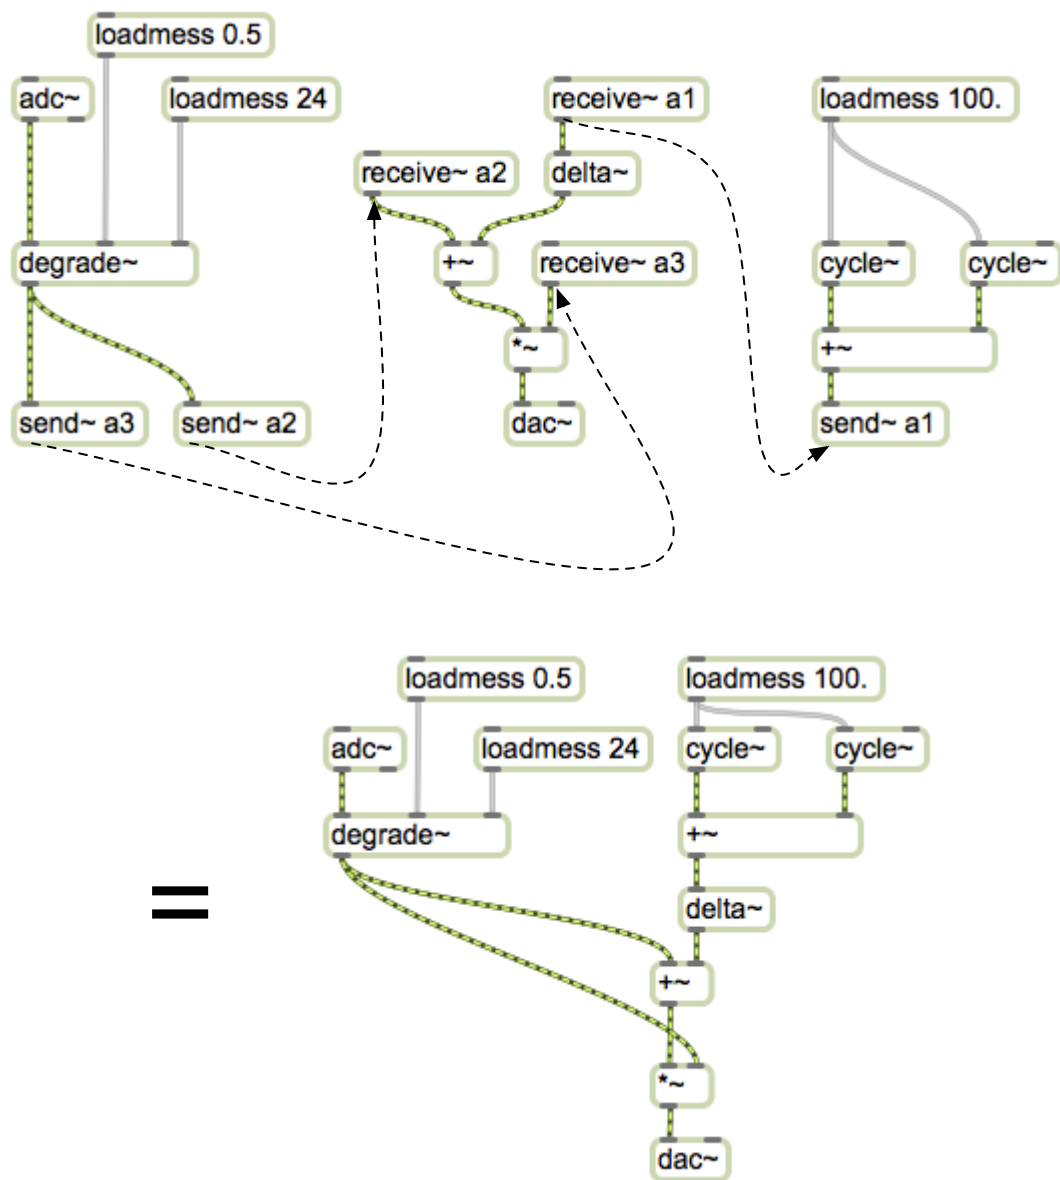 loadmess 0.5
adc~
loadmess 24
receive~ a1
loadmess 100.
receive~ a2
delta~
degrade~
+~
receive~ a3
cycle~
cycle~
*~
+~
send~ a3
send~ a2
dac~
send~ a1
loadmess 0.5
loadmess 100.
adc~
loadmess 24
cycle~
cycle~
degrade~
+~
=
delta~
+~
*~
dac~